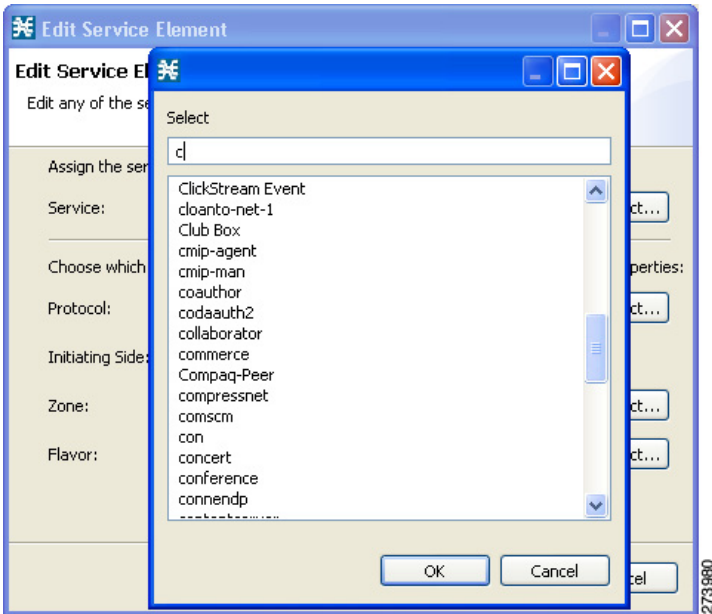 Edit Service Element
Edit Service El
Edit any of the se
Assign the ser
Service:
ct...
Choose which
perties:
Protocol:
ct...
Initiating Side:
Zone:
ct...
Flavor:
ct...
cel
Select
c
ClickStream Event
cloanto-net-1
Club Box
cmip-agent
cmip-man
coauthor
codaauth2
collaborator
commerce
Compaq-Peer
compressnet
comscm
con
concert
conference
connendp
OK
Cancel
273980